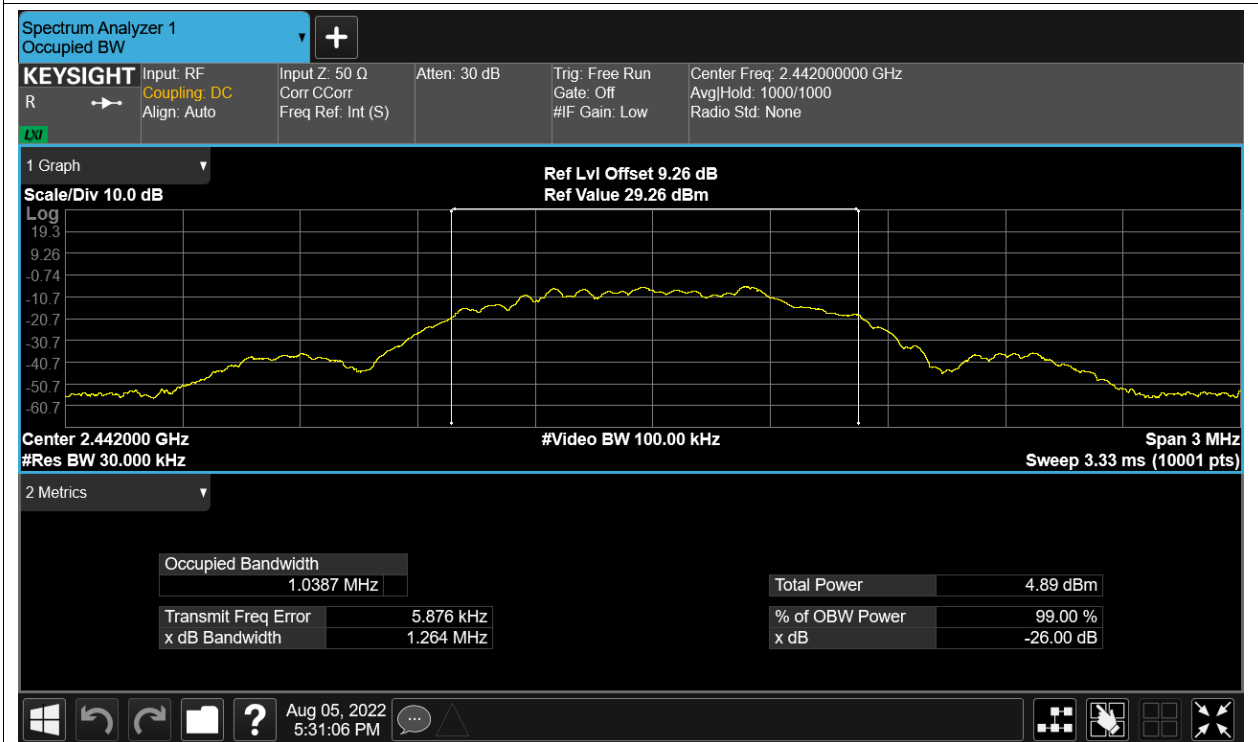 Spectrum Analyzer 1
Occupied BW
KEYSIGHT
R
LXI
Input: RF
Coupling: DC
Align: Auto
Input Z: 50 Ω
Corr CCorr
Freq Ref: Int (S)
Atten: 30 dB
Trig: Free Run
Gate: Off
#IF Gain: Low
Center Freq: 2.442000000 GHz
Avg|Hold: 1000/1000
Radio Std: None
1 Graph
Scale/Div 10.0 dB
Ref Lvl Offset 9.26 dB
Ref Value 29.26 dBm
Log
19.3
9.26
-0.74
-10.7
-20.7
-30.7
-40.7
-50.7
-60.7
Center 2.442000 GHz
#Res BW 30.000 kHz
#Video BW 100.00 kHz
Span 3 MHz
Sweep 3.33 ms (10001 pts)
2 Metrics
Occupied Bandwidth
1.0387 MHz
Transmit Freq Error 5.876 kHz
x dB Bandwidth 1.264 MHz
Total Power 4.89 dBm
% of OBW Power 99.00 %
x dB -26.00 dB
?
Aug 05, 2022
5:31:06 PM